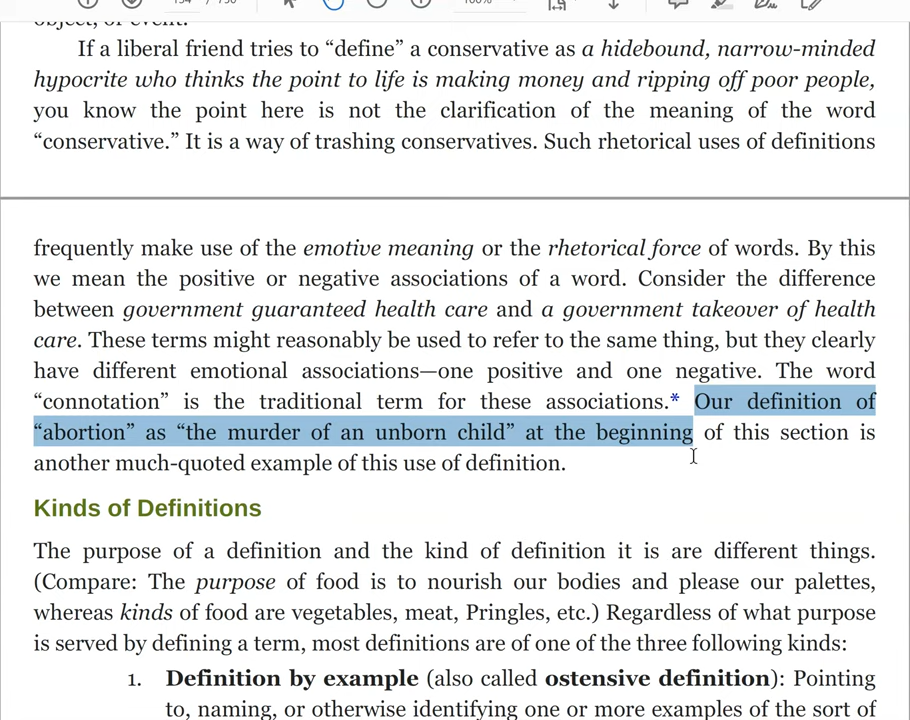 object, or event.
If a liberal friend tries to “define” a conservative as a hidebound, narrow-minded
hypocrite who thinks the point to life is making money and ripping off poor people,
you know the point here is not the clarification of the meaning of the word
“conservative.” It is a way of trashing conservatives. Such rhetorical uses of definitions
frequently make use of the emotive meaning or the rhetorical force of words. By this
we mean the positive or negative associations of a word. Consider the difference
between government guaranteed health care and a government takeover of health
care. These terms might reasonably be used to refer to the same thing, but they clearly
have different emotional associations—one positive and one negative. The word
“connotation” is the traditional term for these associations.* Our definition of
“abortion” as “the murder of an unborn child” at the beginning of this section is
another much-quoted example of this use of definition.
Kinds of Definitions
The purpose of a definition and the kind of definition it is are different things.
(Compare: The purpose of food is to nourish our bodies and please our palettes,
whereas kinds of food are vegetables, meat, Pringles, etc.) Regardless of what purpose
is served by defining a term, most definitions are of one of the three following kinds:
1. Definition by example (also called ostensive definition): Pointing
to, naming, or otherwise identifying one or more examples of the sort of